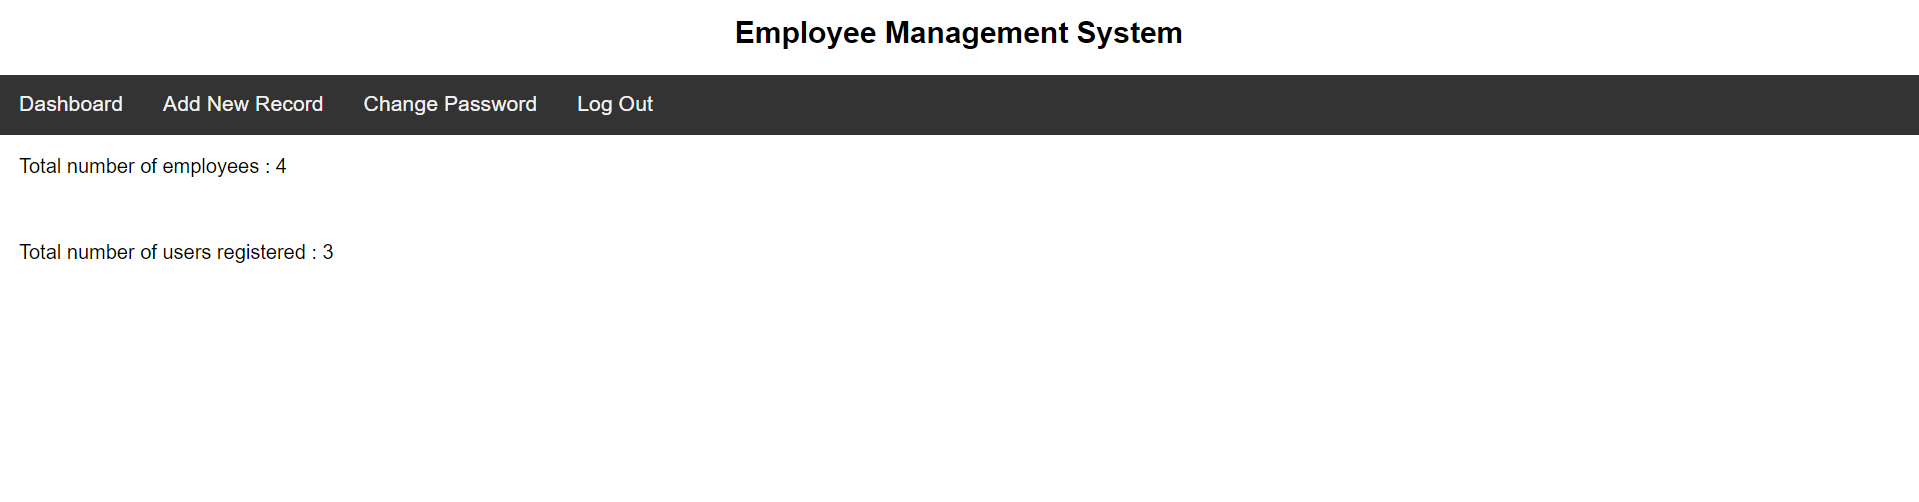 Employee Management System
Dashboard Add New Record Change Password Log Out
Total number of employees : 4
Total number of users registered : 3